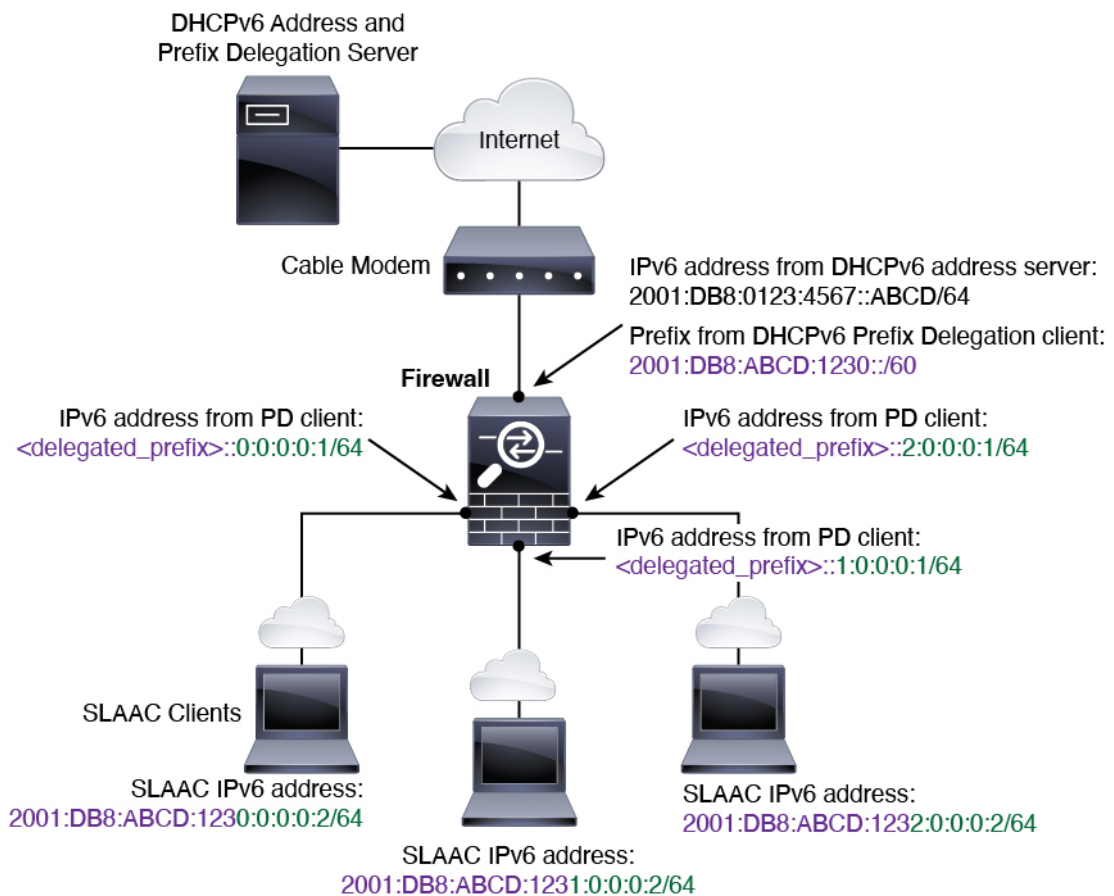 DHCPv6 Address and
Prefix Delegation Server
Internet
Cable Modem
IPv6 address from DHCPv6 address server:
2001:DB8:0123:4567::ABCD/64
Prefix from DHCPv6 Prefix Delegation client:
2001:DB8:ABCD:1230::/60
Firewall
IPv6 address from PD client:
<delegated_prefix>::0:0:0:0:1/64
IPv6 address from PD client:
<delegated_prefix>::2:0:0:0:1/64
IPv6 address from PD client:
<delegated_prefix>::1:0:0:0:1/64
SLAAC Clients
SLAAC IPv6 address:
2001:DB8:ABCD:1230:0:0:0:2/64
SLAAC IPv6 address:
2001:DB8:ABCD:1232:0:0:0:2/64
SLAAC IPv6 address:
2001:DB8:ABCD:1231:0:0:0:2/64